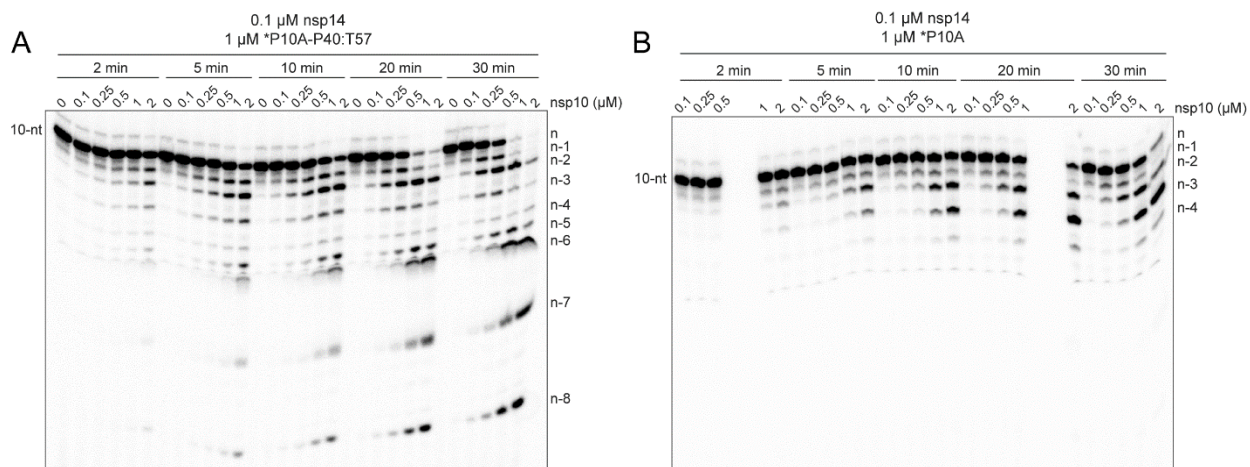 A
0.1 µM nsp14
1 µM *P10A-P40:T57
2 min 5 min 10 min 20 min 30 min
0 0.1 0.25 0.5 1 2 0 0.1 0.25 0.5 1 2 0 0.1 0.25 0.5 1 2 0 0.1 0.25 0.5 1 2 0 0.1 0.25 0.5 1 2 nsp10 (µM)
10-nt
n
n-1
n-2
n-3
n-4
n-5
n-6
n-7
n-8
B
0.1 µM nsp14
1 µM *P10A
2 min 5 min 10 min 20 min 30 min
0.1 0.25 0.5 1 2 0.1 0.25 0.5 1 2 0.1 0.25 0.5 1 2 0.1 0.25 0.5 1 2 0.1 0.25 0.5 1 2 nsp10 (µM)
10-nt
n
n-1
n-2
n-3
n-4